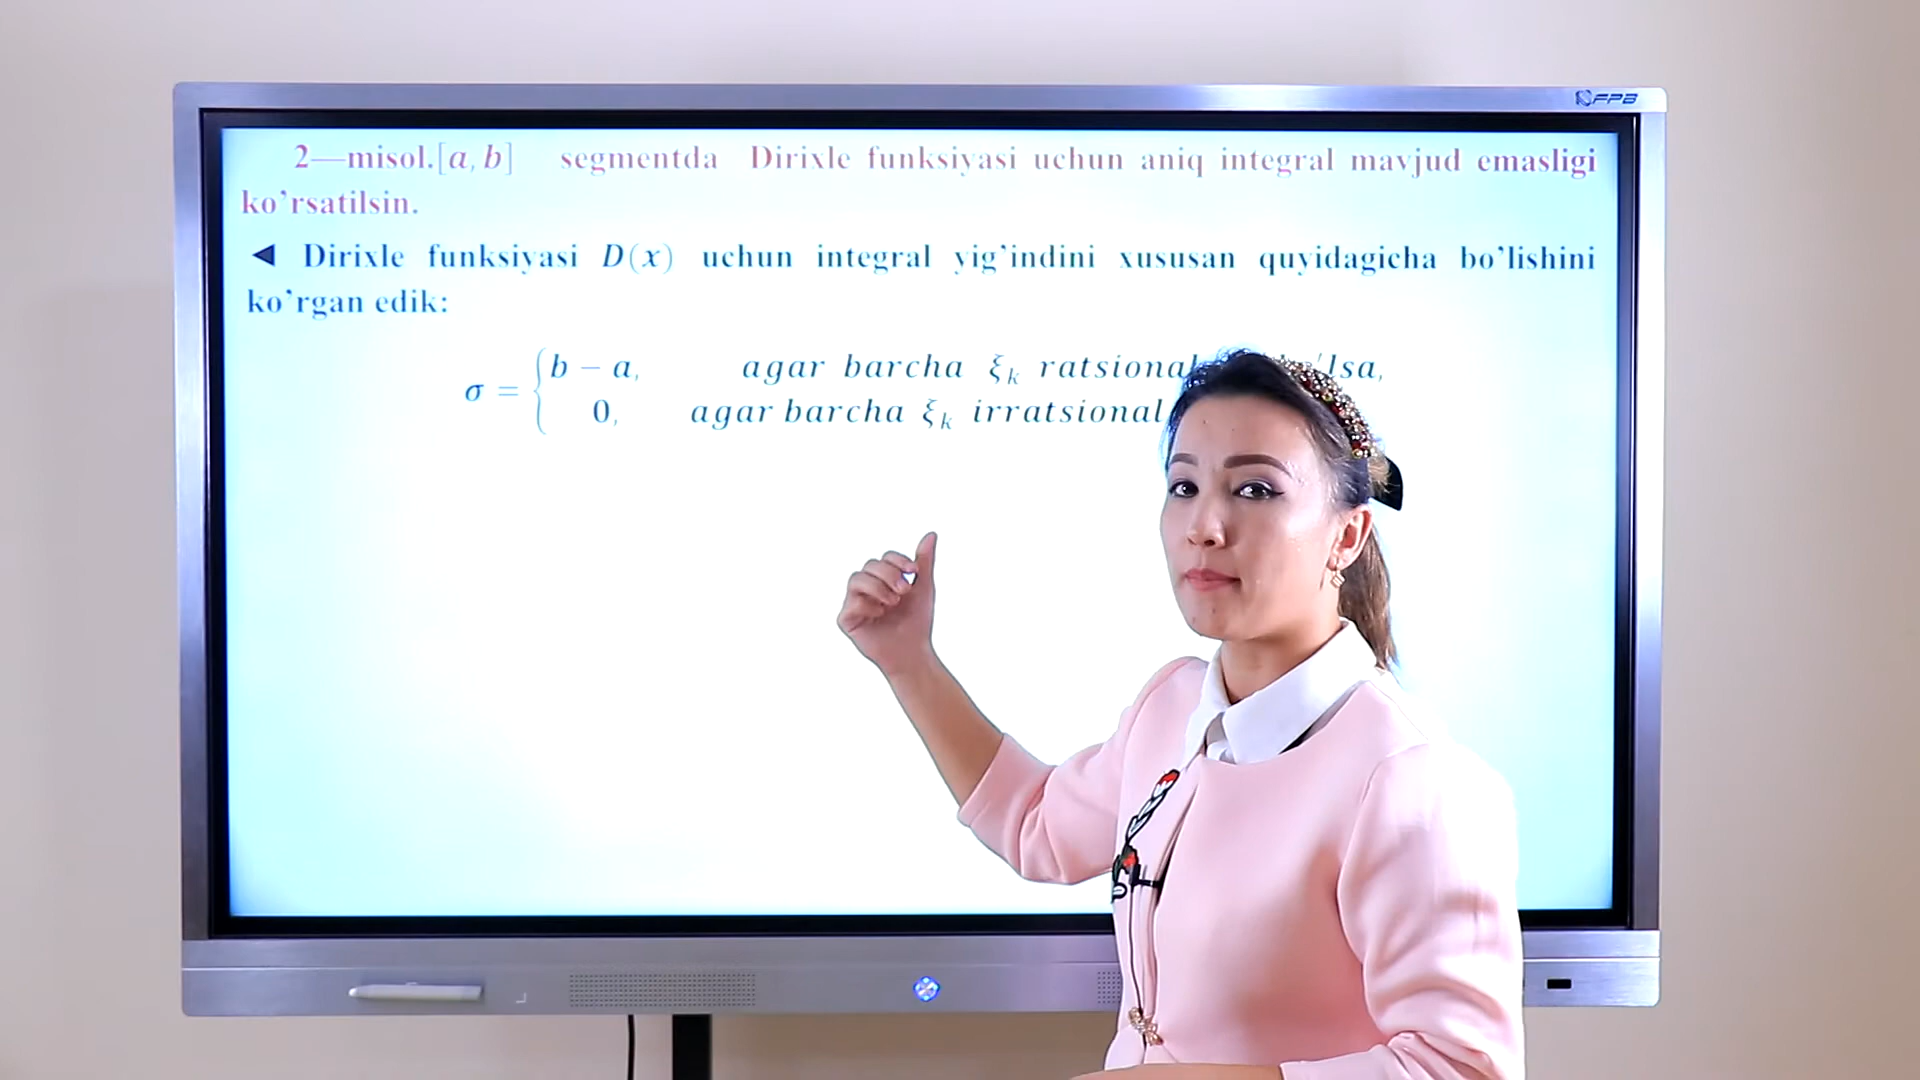 FPB
2—misol.[a, b] segmentda Dirixle funksiyasi uchun aniq integral mavjud emasligi
ko’rsatilsin.
◄ Dirixle funksiyasi D(x) uchun integral yig’indini xususan quyidagicha bo’lishini
ko’rgan edik:
σ = { b − a, agar barcha ξₖ ratsional lsa,
0, agar barcha ξₖ irratsional